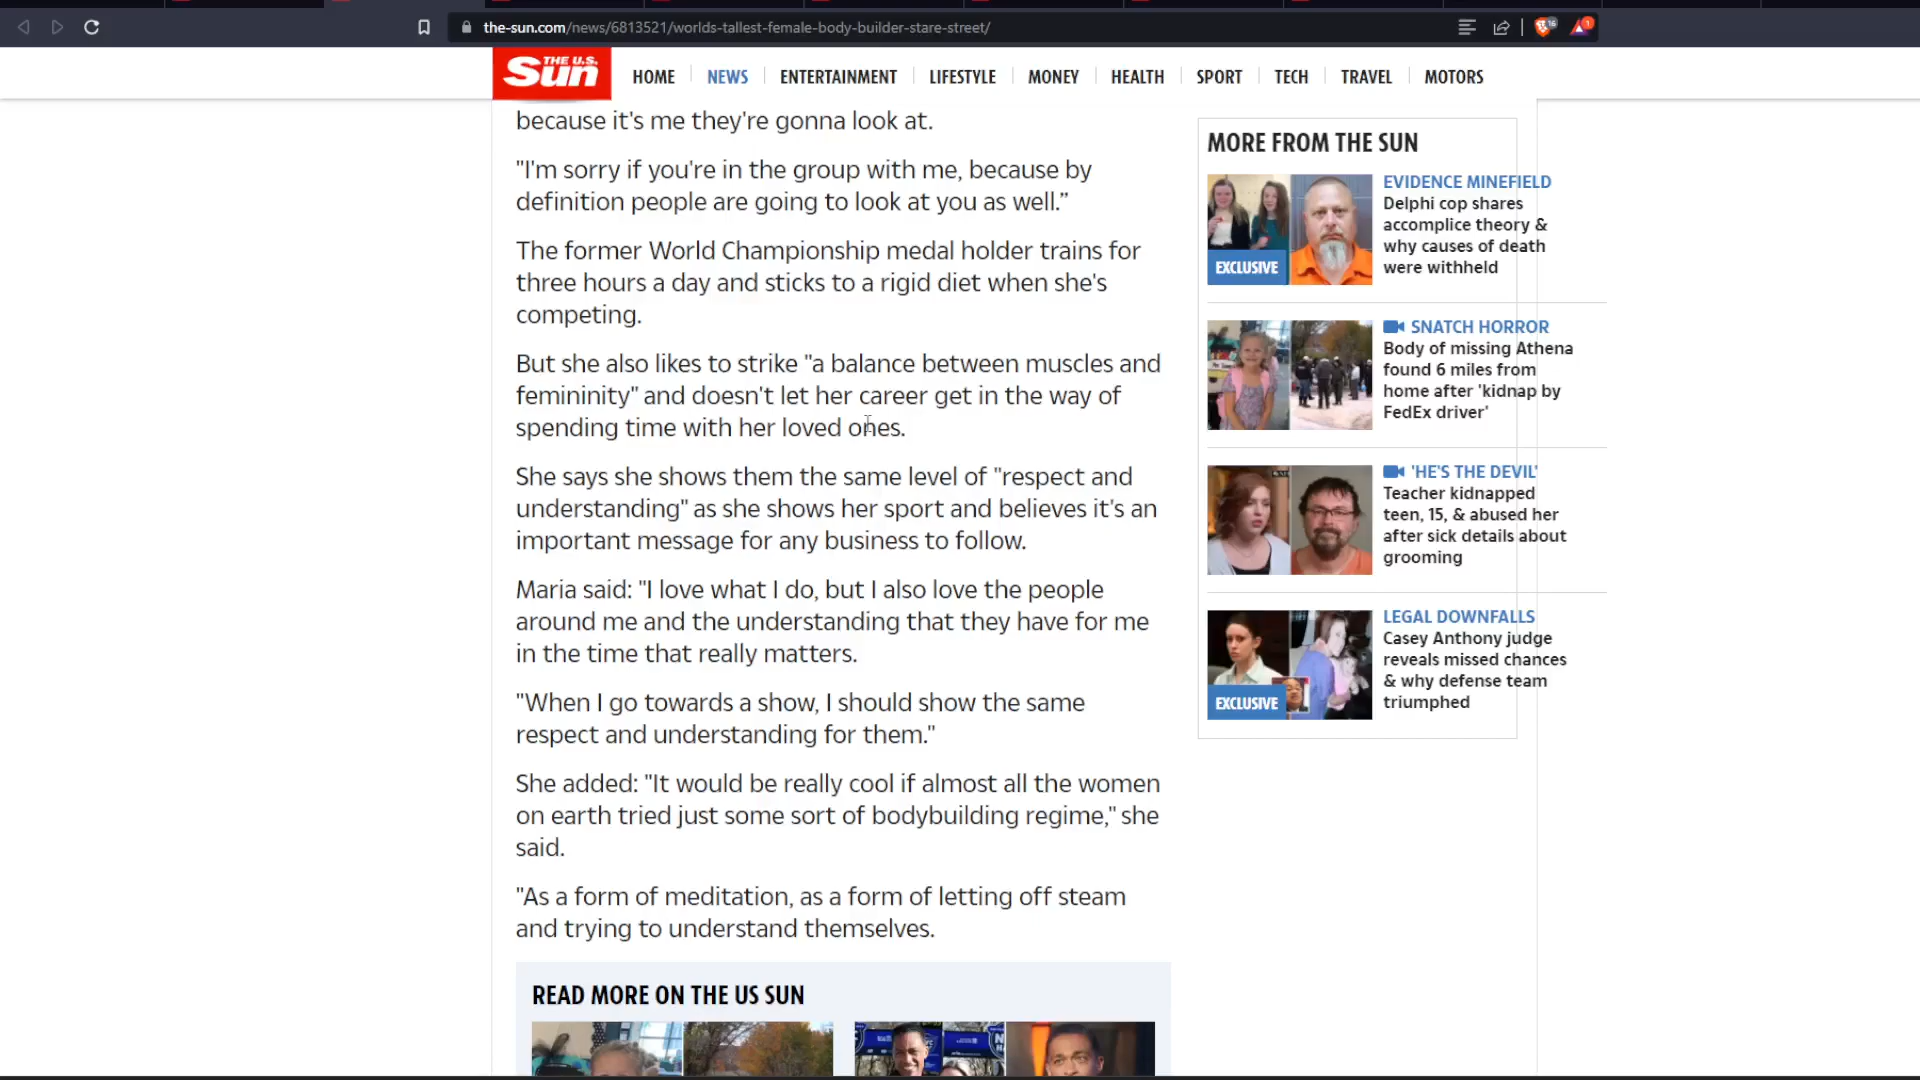 the-sun.com/news/6813521/worlds-tallest-female-body-builder-stare-street/
16
1
THE U.S.
Sun
HOME
NEWS
ENTERTAINMENT
LIFESTYLE
MONEY
HEALTH
SPORT
TECH
TRAVEL
MOTORS
because it's me they're gonna look at.
"I'm sorry if you're in the group with me, because by
definition people are going to look at you as well.”
The former World Championship medal holder trains for
three hours a day and sticks to a rigid diet when she's
competing.
But she also likes to strike "a balance between muscles and
femininity" and doesn't let her career get in the way of
spending time with her loved ones.
She says she shows them the same level of "respect and
understanding" as she shows her sport and believes it's an
important message for any business to follow.
Maria said: "I love what I do, but I also love the people
around me and the understanding that they have for me
in the time that really matters.
"When I go towards a show, I should show the same
respect and understanding for them."
She added: "It would be really cool if almost all the women
on earth tried just some sort of bodybuilding regime," she
said.
"As a form of meditation, as a form of letting off steam
and trying to understand themselves.
READ MORE ON THE US SUN
MORE FROM THE SUN
EXCLUSIVE
EVIDENCE MINEFIELD
Delphi cop shares
accomplice theory &
why causes of death
were withheld
SNATCH HORROR
Body of missing Athena
found 6 miles from
home after 'kidnap by
FedEx driver'
'HE'S THE DEVIL'
Teacher kidnapped
teen, 15, & abused her
after sick details about
grooming
EXCLUSIVE
LEGAL DOWNFALLS
Casey Anthony judge
reveals missed chances
& why defense team
triumphed